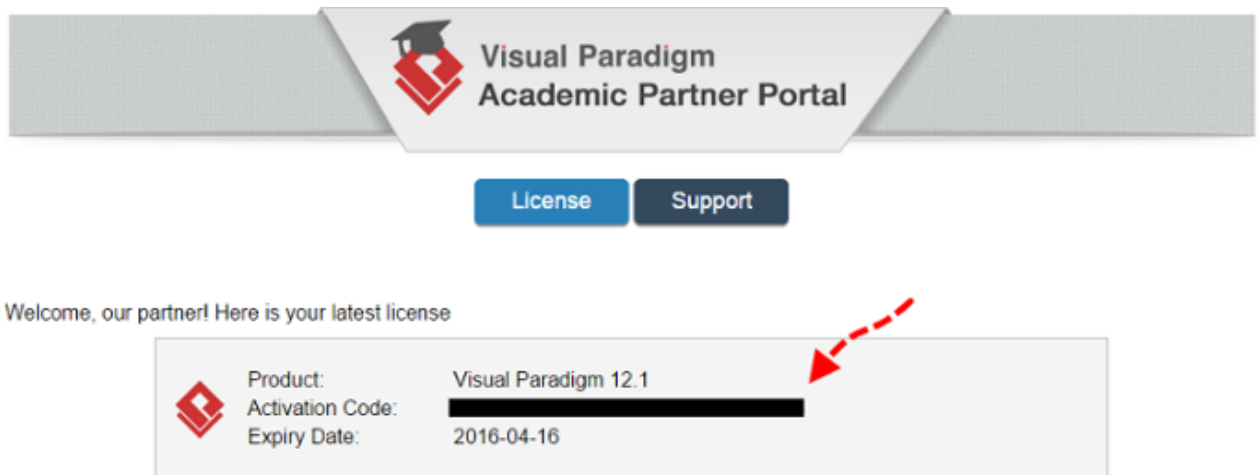 Visual Paradigm
Academic Partner Portal
License Support
Welcome, our partner! Here is your latest license
Product: Visual Paradigm 12.1
Activation Code:
Expiry Date: 2016-04-16